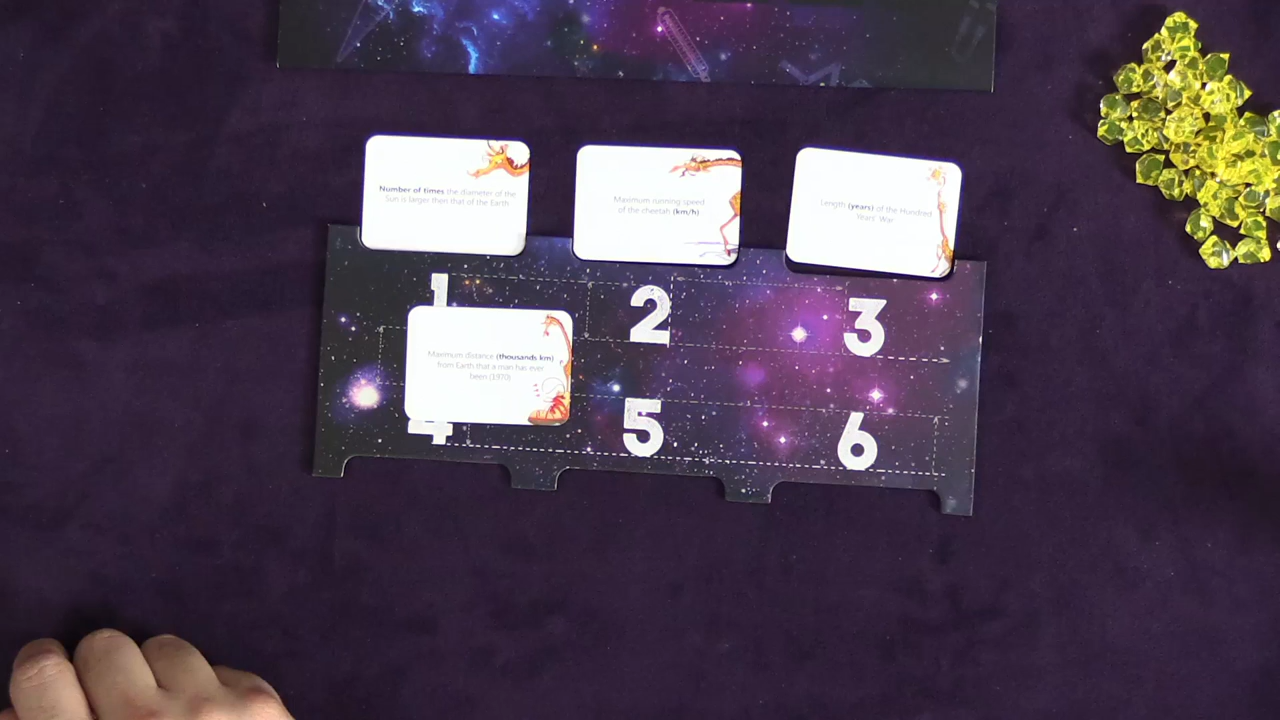 Number of times the diameter of the
Sun is larger then that of the Earth
Maximum running speed
of the cheetah (km/h)
Length (years) of the Hundred
Years' War
1
2
3
Maximum distance (thousands km)
from Earth that a man has ever
been (1970)
4
5
6